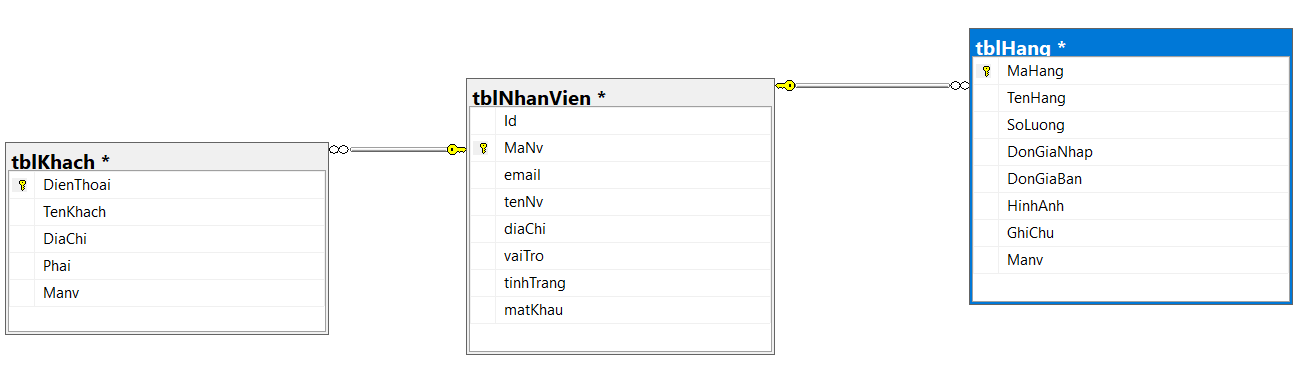 tblKhach *
DienThoai
TenKhach
DiaChi
Phai
Manv
tblNhanVien *
Id
MaNv
email
tenNv
diaChi
vaiTro
tinhTrang
matKhau
tblHang *
MaHang
TenHang
SoLuong
DonGiaNhap
DonGiaBan
HinhAnh
GhiChu
Manv